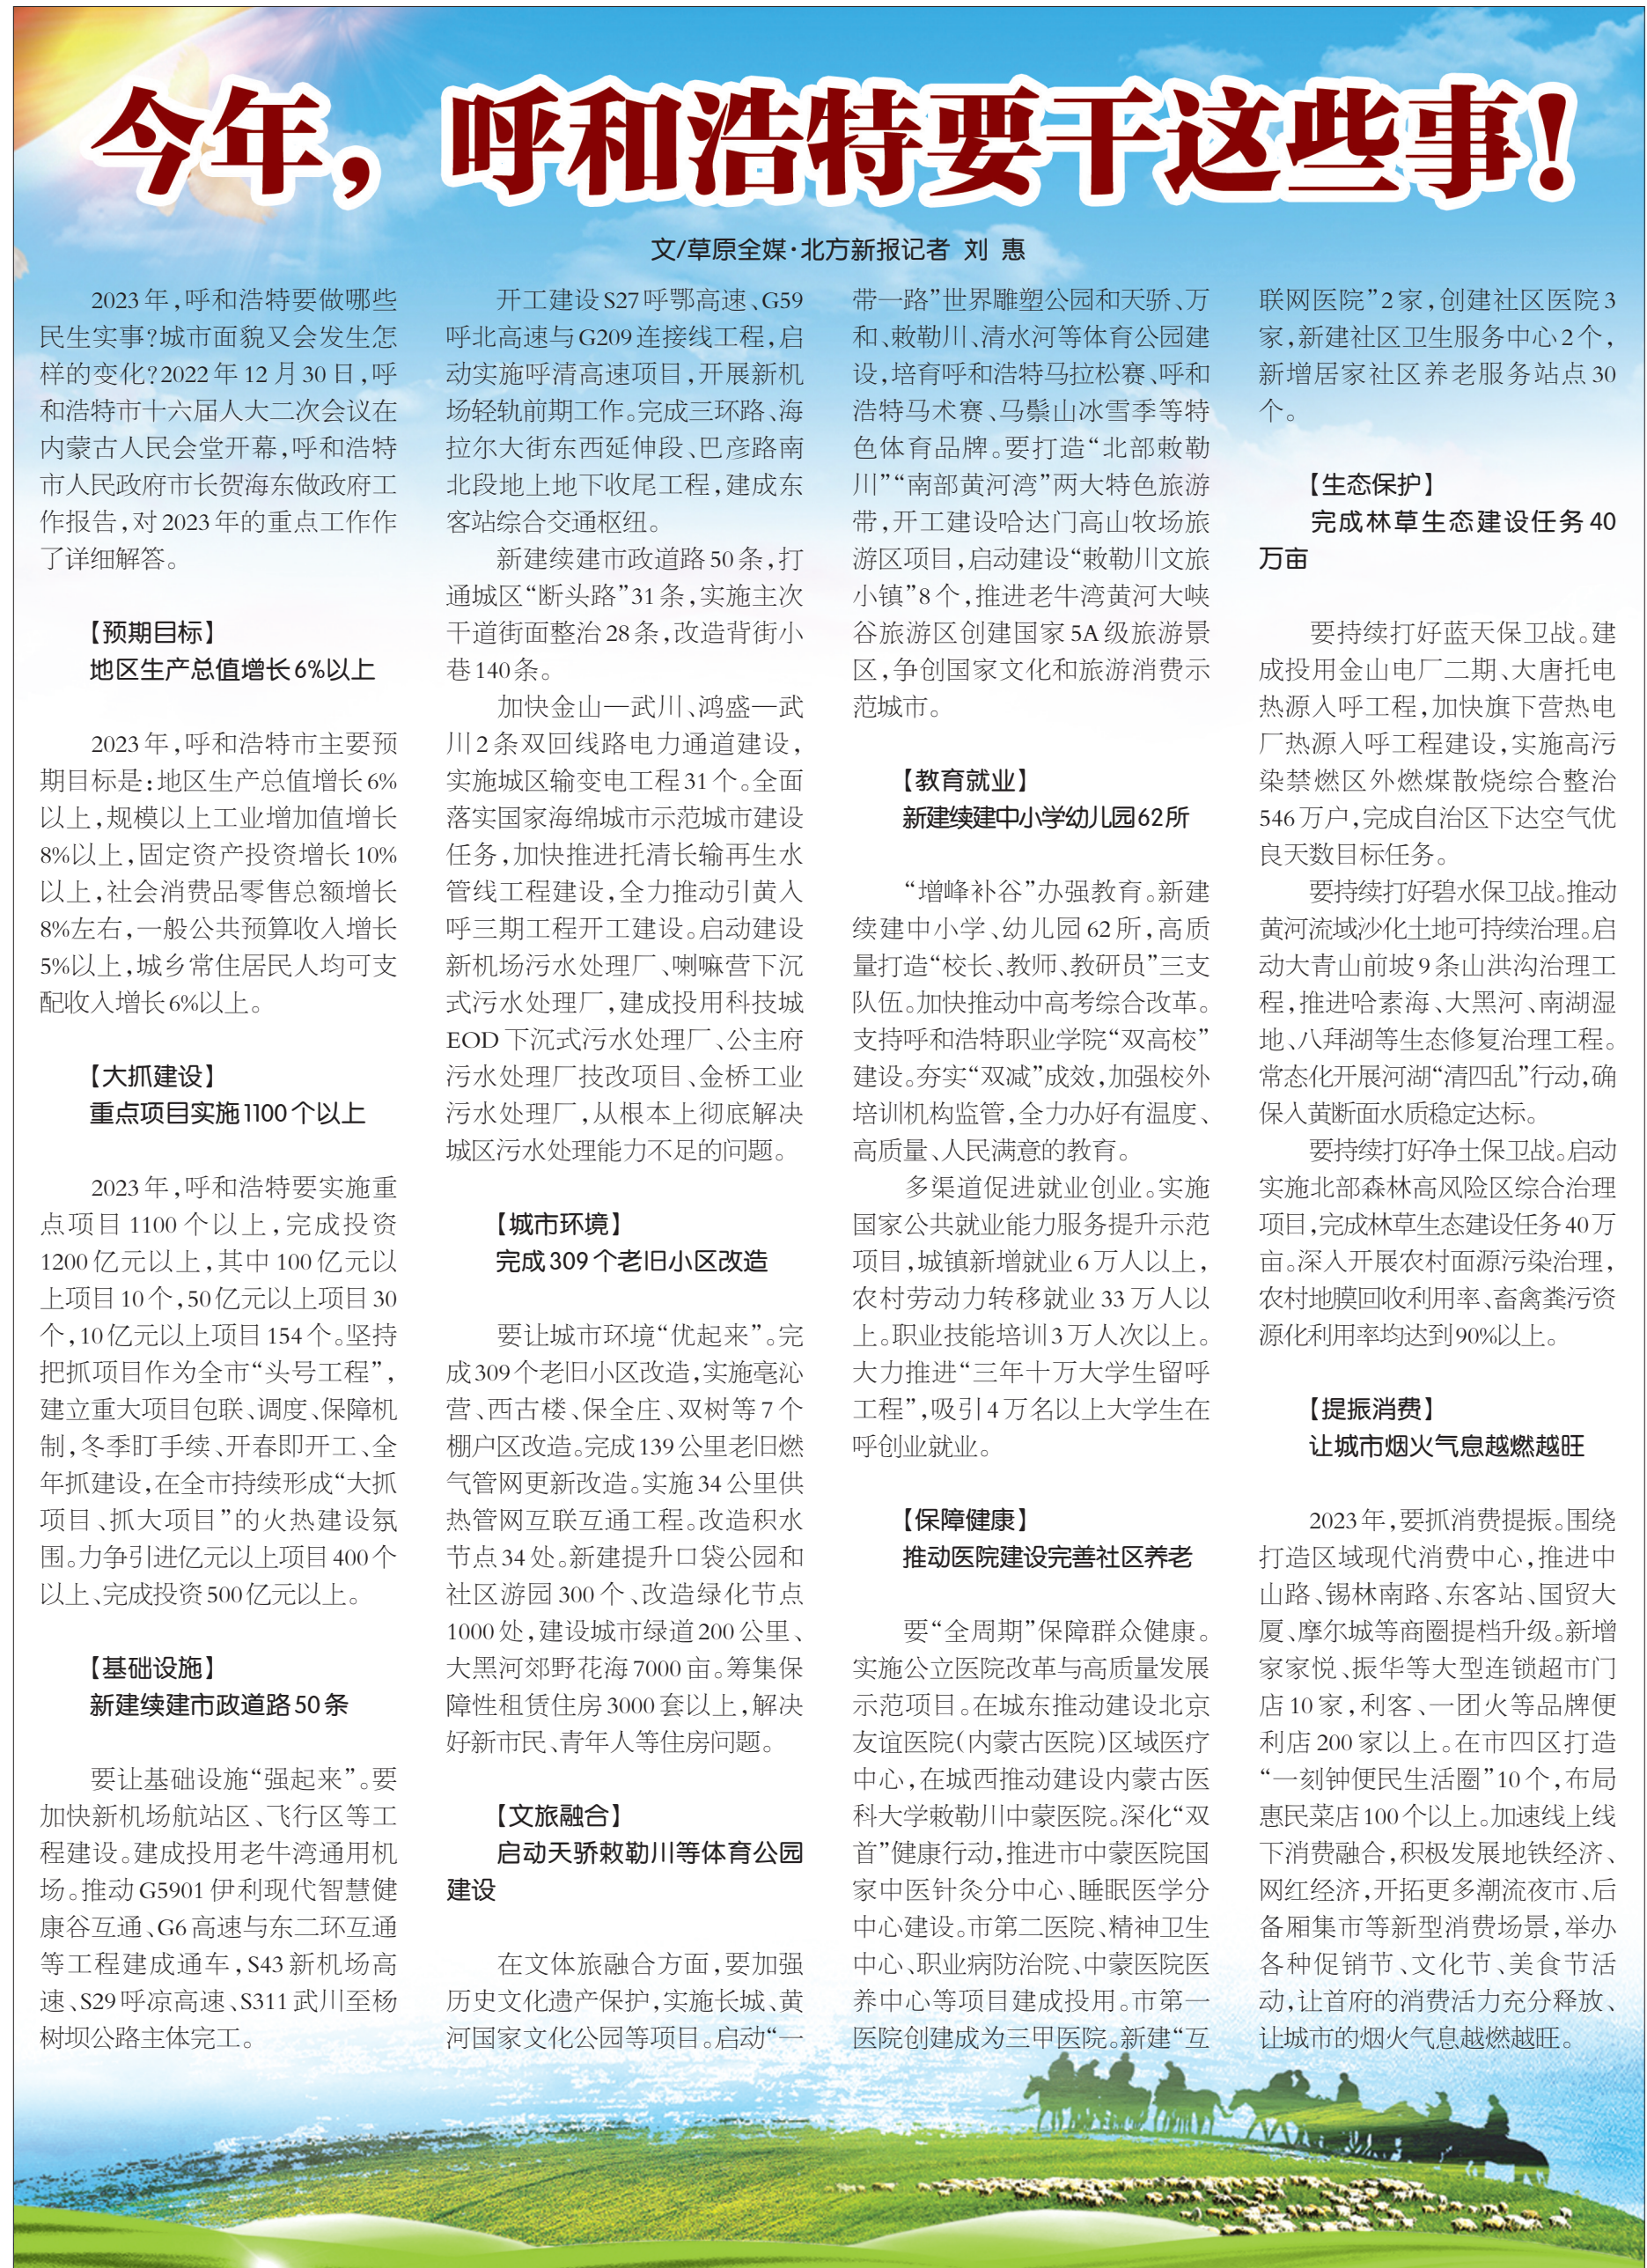 今年，呼和浩特要干这些事！
文/草原全媒·北方新报记者 刘 惠
2023年，呼和浩特要做哪些
民生实事？城市面貌又会发生怎
样的变化？2022年12月30日，呼
和浩特市十六届人大二次会议在
内蒙古人民会堂开幕，呼和浩特
市人民政府市长贺海东做政府工
作报告，对2023年的重点工作作
了详细解答。
【预期目标】
地区生产总值增长6%以上
2023年，呼和浩特市主要预
期目标是：地区生产总值增长6%
以上，规模以上工业增加值增长
8%以上，固定资产投资增长10%
以上，社会消费品零售总额增长
8%左右，一般公共预算收入增长
5%以上，城乡常住居民人均可支
配收入增长6%以上。
【大抓建设】
重点项目实施1100个以上
2023年，呼和浩特要实施重
点项目1100个以上，完成投资
1200亿元以上，其中100亿元以
上项目10个，50亿元以上项目30
个，10亿元以上项目154个。坚持
把抓项目作为全市“头号工程”，
建立重大项目包联、调度、保障机
制，冬季盯手续、开春即开工、全
年抓建设，在全市持续形成“大抓
项目、抓大项目”的火热建设氛
围。力争引进亿元以上项目400个
以上、完成投资500亿元以上。
【基础设施】
新建续建市政道路50条
要让基础设施“强起来”。要
加快新机场航站区、飞行区等工
程建设。建成投用老牛湾通用机
场。推动G5901伊利现代智慧健
康谷互通、G6高速与东二环互通
等工程建成通车，S43新机场高
速、S29呼凉高速、S311武川至杨
树坝公路主体完工。
开工建设S27呼鄂高速、G59
呼北高速与G209连接线工程，启
动实施呼清高速项目，开展新机
场轻轨前期工作。完成三环路、海
拉尔大街东西延伸段、巴彦路南
北段地上地下收尾工程，建成东
客站综合交通枢纽。
新建续建市政道路50条，打
通城区“断头路”31条，实施主次
干道街面整治28条，改造背街小
巷140条。
加快金山—武川、鸿盛—武
川2条双回线路电力通道建设，
实施城区输变电工程31个。全面
落实国家海绵城市示范城市建设
任务，加快推进托清长输再生水
管线工程建设，全力推动引黄入
呼三期工程开工建设。启动建设
新机场污水处理厂、喇嘛营下沉
式污水处理厂，建成投用科技城
EOD下沉式污水处理厂、公主府
污水处理厂技改项目、金桥工业
污水处理厂，从根本上彻底解决
城区污水处理能力不足的问题。
【城市环境】
完成309个老旧小区改造
要让城市环境“优起来”。完
成309个老旧小区改造，实施毫沁
营、西古楼、保全庄、双树等7个
棚户区改造。完成139公里老旧燃
气管网更新改造。实施34公里供
热管网互联互通工程。改造积水
节点34处。新建提升口袋公园和
社区游园300个、改造绿化节点
1000处，建设城市绿道200公里、
大黑河郊野花海7000亩。筹集保
障性租赁住房3000套以上，解决
好新市民、青年人等住房问题。
【文旅融合】
启动天骄敕勒川等体育公园
建设
在文体旅融合方面，要加强
历史文化遗产保护，实施长城、黄
河国家文化公园等项目。启动“一
带一路”世界雕塑公园和天骄、万
和、敕勒川、清水河等体育公园建
设，培育呼和浩特马拉松赛、呼和
浩特马术赛、马鬃山冰雪季等特
色体育品牌。要打造“北部敕勒
川”“南部黄河湾”两大特色旅游
带，开工建设哈达门高山牧场旅
游区项目，启动建设“敕勒川文旅
小镇”8个，推进老牛湾黄河大峡
谷旅游区创建国家5A级旅游景
区，争创国家文化和旅游消费示
范城市。
【教育就业】
新建续建中小学幼儿园62所
“增峰补谷”办强教育。新建
续建中小学、幼儿园62所，高质
量打造“校长、教师、教研员”三支
队伍。加快推动中高考综合改革。
支持呼和浩特职业学院“双高校”
建设。夯实“双减”成效，加强校外
培训机构监管，全力办好有温度、
高质量、人民满意的教育。
多渠道促进就业创业。实施
国家公共就业能力服务提升示范
项目，城镇新增就业6万人以上，
农村劳动力转移就业33万人以
上。职业技能培训3万人次以上。
大力推进“三年十万大学生留呼
工程”，吸引4万名以上大学生在
呼创业就业。
【保障健康】
推动医院建设完善社区养老
要“全周期”保障群众健康。
实施公立医院改革与高质量发展
示范项目。在城东推动建设北京
友谊医院（内蒙古医院）区域医疗
中心，在城西推动建设内蒙古医
科大学敕勒川中蒙医院。深化“双
首”健康行动，推进市中蒙医院国
家中医针灸分中心、睡眠医学分
中心建设。市第二医院、精神卫生
中心、职业病防治院、中蒙医院医
养中心等项目建成投用。市第一
医院创建成为三甲医院。新建“互
联网医院”2家，创建社区医院3
家，新建社区卫生服务中心2个，
新增居家社区养老服务站点30
个。
【生态保护】
完成林草生态建设任务40
万亩
要持续打好蓝天保卫战。建
成投用金山电厂二期、大唐托电
热源入呼工程，加快旗下营热电
厂热源入呼工程建设，实施高污
染禁燃区外燃煤散烧综合整治
546万户，完成自治区下达空气优
良天数目标任务。
要持续打好碧水保卫战。推动
黄河流域沙化土地可持续治理。启
动大青山前坡9条山洪沟治理工
程，推进哈素海、大黑河、南湖湿
地、八拜湖等生态修复治理工程。
常态化开展河湖“清四乱”行动，确
保入黄断面水质稳定达标。
要持续打好净土保卫战。启动
实施北部森林高风险区综合治理
项目，完成林草生态建设任务40万
亩。深入开展农村面源污染治理，
农村地膜回收利用率、畜禽粪污资
源化利用率均达到90%以上。
【提振消费】
让城市烟火气息越燃越旺
2023年，要抓消费提振。围绕
打造区域现代消费中心，推进中
山路、锡林南路、东客站、国贸大
厦、摩尔城等商圈提档升级。新增
家家悦、振华等大型连锁超市门
店10家，利客、一团火等品牌便
利店200家以上。在市四区打造
“一刻钟便民生活圈”10个，布局
惠民菜店100个以上。加速线上线
下消费融合，积极发展地铁经济、
网红经济，开拓更多潮流夜市、后
备厢集市等新型消费场景，举办
各种促销节、文化节、美食节活
动，让首府的消费活力充分释放、
让城市的烟火气息越燃越旺。